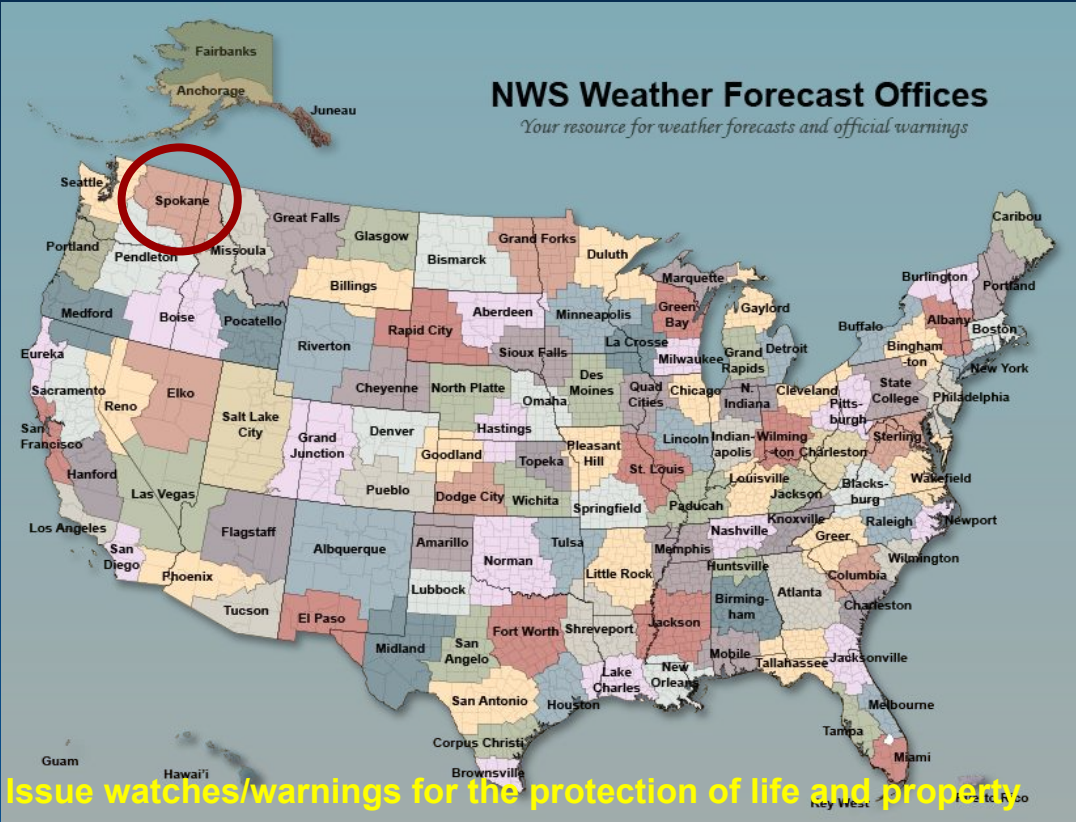 Fairbanks
Anchorage
Juneau
NWS Weather Forecast Offices
Your resource for weather forecasts and official warnings
Seattle
Spokane
Portland
Pendleton
Missoula
Great Falls
Glasgow
Bismarck
Grand Forks
Duluth
Caribou
Billings
Marquette
Burlington
Portland
Medford
Boise
Pocatello
Riverton
Rapid City
Aberdeen
Minneapolis
Green
Bay
Gaylord
Buffalo
Albany
Boston
Eureka
La Crosse
Sioux Falls
Milwaukee
Grand
Rapids
Detroit
Bingham
-ton
New York
Sacramento
Reno
Elko
Salt Lake
City
Cheyenne
North Platte
Omaha
Des
Moines
Quad
Cities
Chicago
N.
Indiana
Cleveland
Pitts-
burgh
State
College
Philadelphia
San
Francisco
Grand
Junction
Denver
Hastings
Goodland
Topeka
Pleasant
Hill
St. Louis
Lincoln
Indian-
apolis
Wilming
-ton
Charleston
Sterling
Hanford
Las Vegas
Pueblo
Dodge City
Wichita
Springfield
Paducah
Louisville
Jackson
Blacks-
burg
Wakefield
Los Angeles
Flagstaff
Albquerque
Amarillo
Norman
Tulsa
Memphis
Nashville
Knoxville
Greer
Raleigh
Newport
San
Diego
Phoenix
Tucson
Lubbock
Little Rock
Huntsville
Birming-
ham
Atlanta
Columbia
Wilmington
Charleston
El Paso
Midland
San
Angelo
Fort Worth
Shreveport
Jackson
Mobile
Tallahassee
Jacksonville
San Antonio
Houston
Lake
Charles
New
Orleans
Melbourne
Corpus Christi
Tampa
Miami
Guam
Hawai'i
Brownsville
Issue watches/warnings for the protection of life and property
Key West
Puerto Rico